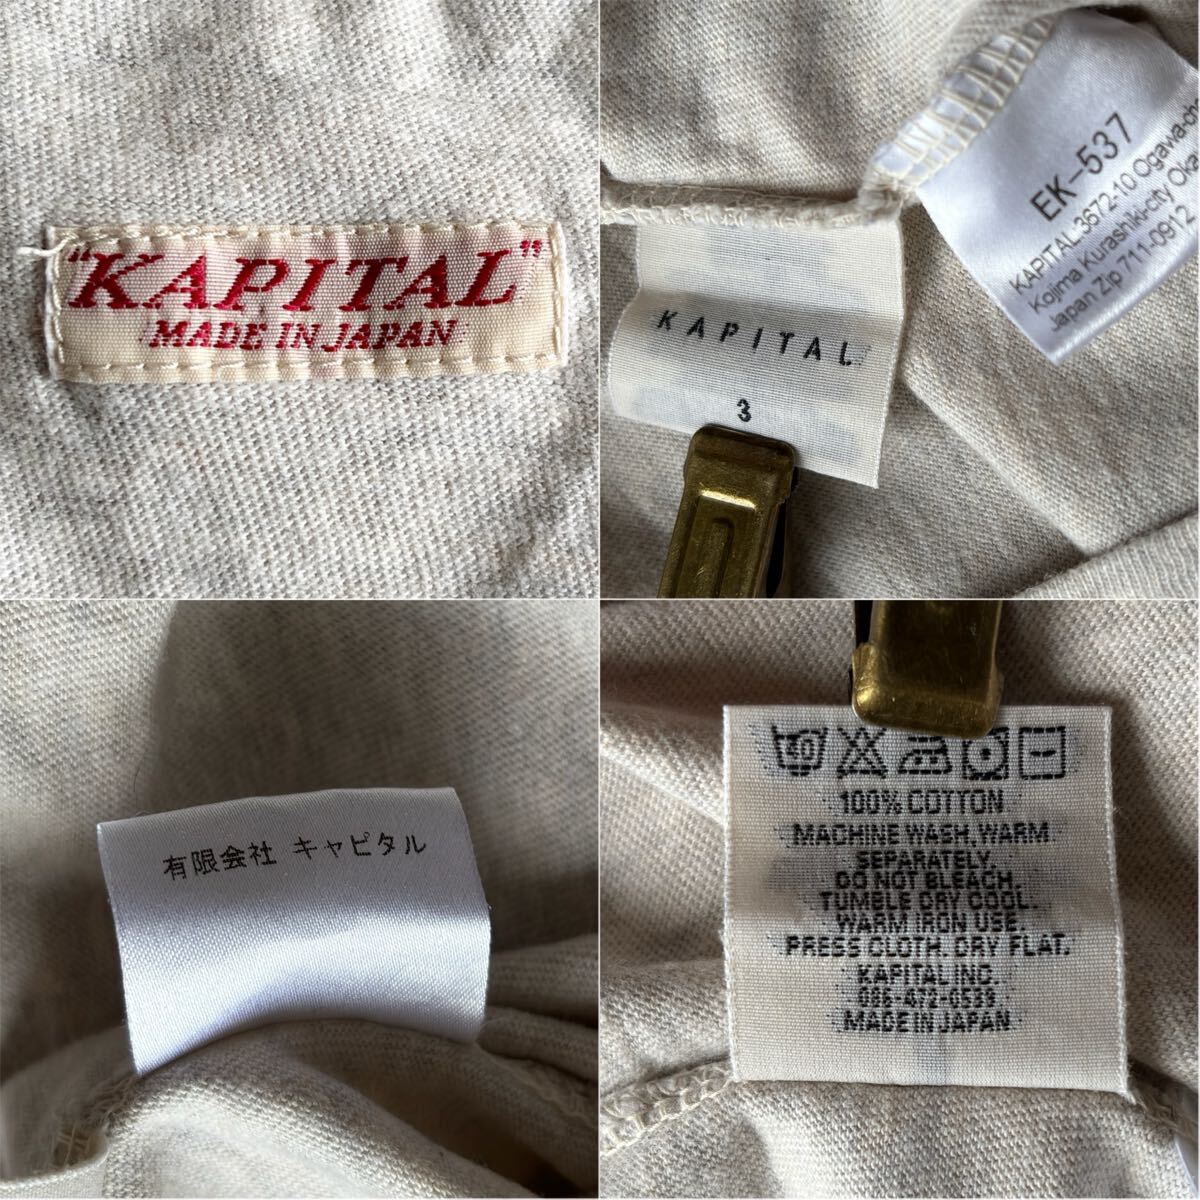 "KAPITAL"
MADE IN JAPAN
EK-537
KAPITAL:3672-10 Ogawa-ch
Kojima Kurashiki-city Oka
Japan Zip 711-0912
KAPITAL
3
有限会社 キャピタル
60
100% COTTON
MACHINE WASH, WARM
SEPARATELY.
DO NOT BLEACH.
TUMBLE DRY COOL.
WARM IRON USE.
PRESS CLOTH. DRY FLAT.
KAPITAL INC.
086-472-0539
MADE IN JAPAN